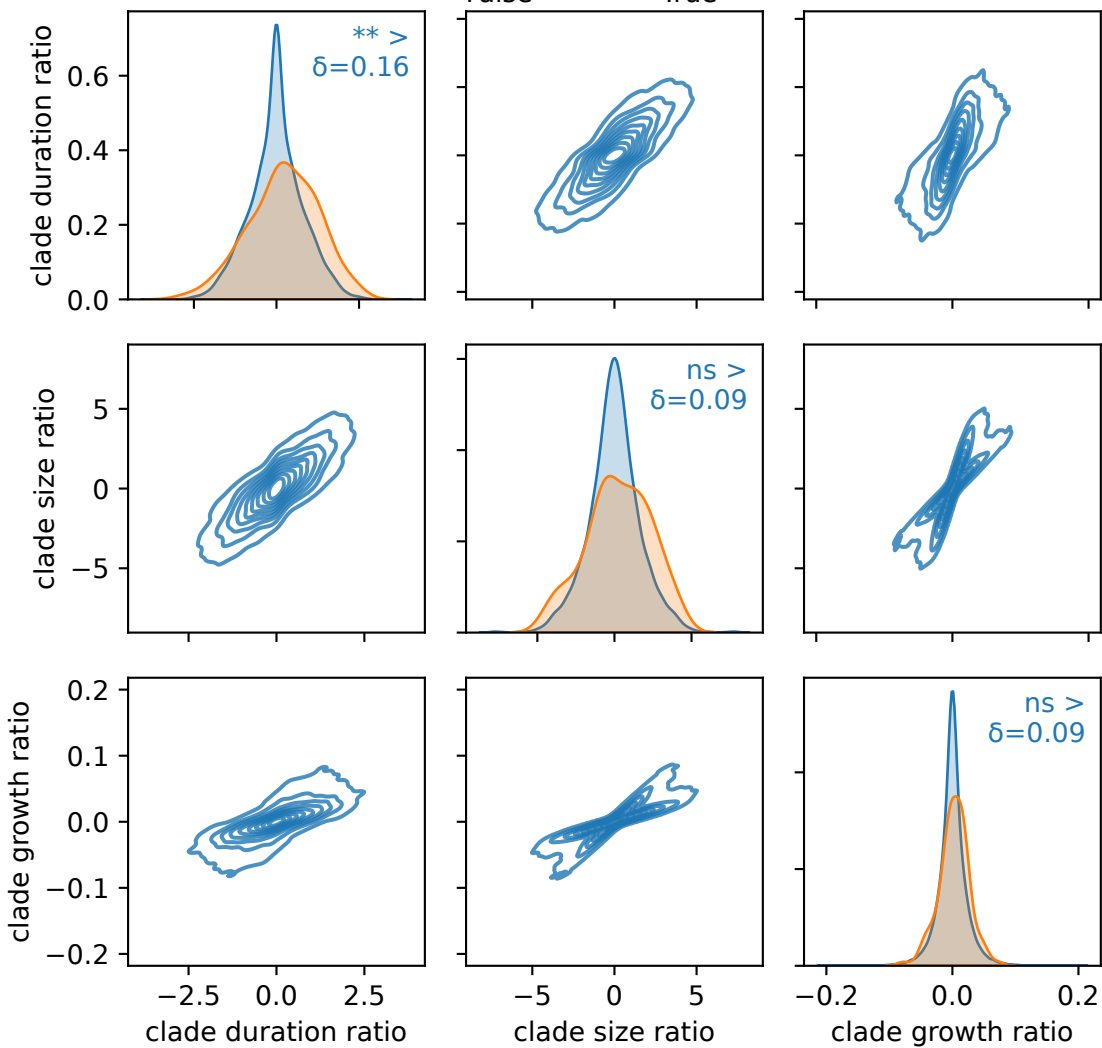 False True
clade duration ratio
0.6
0.4
0.2
0.0
** >
δ=0.16
clade size ratio
5
0
−5
ns >
δ=0.09
clade growth ratio
0.2
0.1
0.0
−0.1
−0.2
ns >
δ=0.09
−2.5 0.0 2.5
clade duration ratio
−5 0 5
clade size ratio
−0.2 0.0 0.2
clade growth ratio